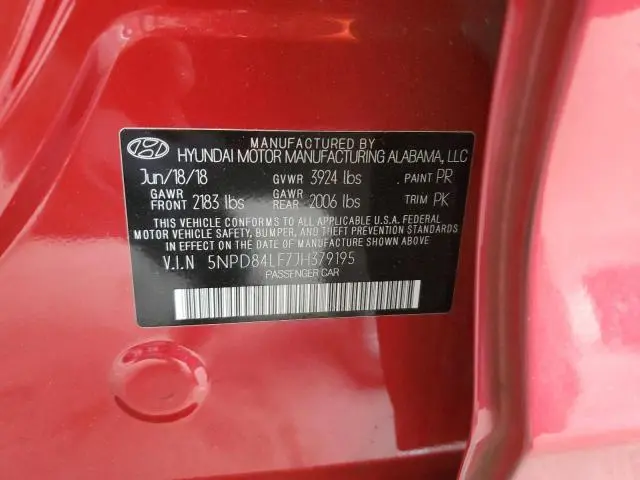 MANUFACTURED BY
HYUNDAI MOTOR MANUFACTURING ALABAMA, LLC
Jun/18/18 GVWR 3924 lbs PAINT PR
GAWR FRONT 2183 lbs GAWR REAR 2006 lbs TRIM PK
THIS VEHICLE CONFORMS TO ALL APPLICABLE U.S.A. FEDERAL
MOTOR VEHICLE SAFETY, BUMPER, AND THEFT PREVENTION
STANDARDS IN EFFECT ON THE DATE OF MANUFACTURE SHOWN ABOVE.
V.I.N 5NPD84LF7JH379195
PASSENGER CAR